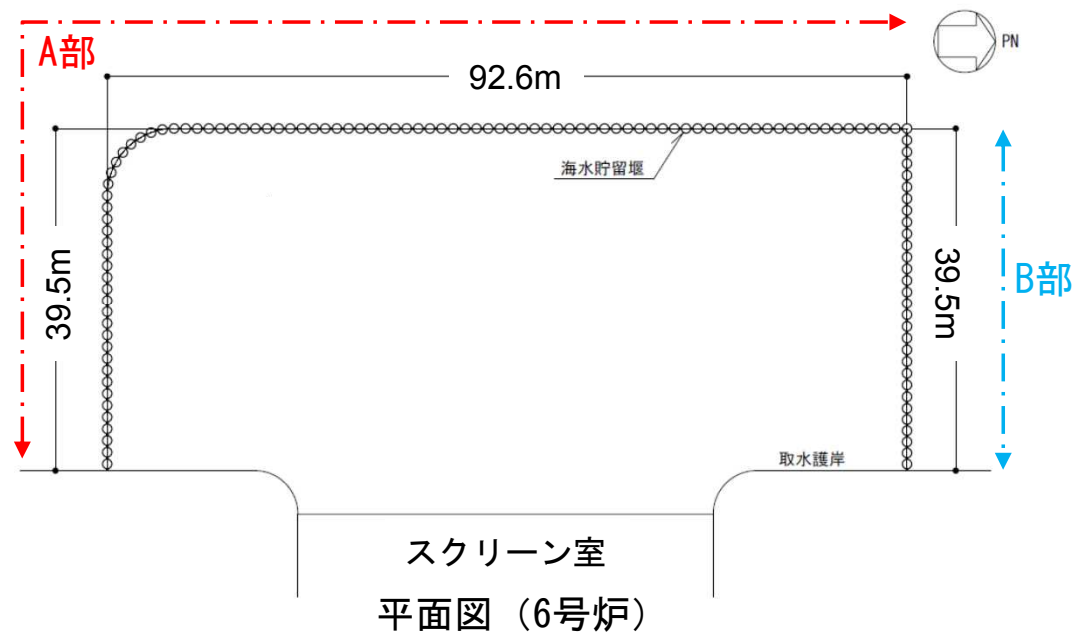 A部
PN
92.6m
海水貯留堰
39.5m
39.5m
B部
取水護岸
スクリーン室
平面図（6号炉）